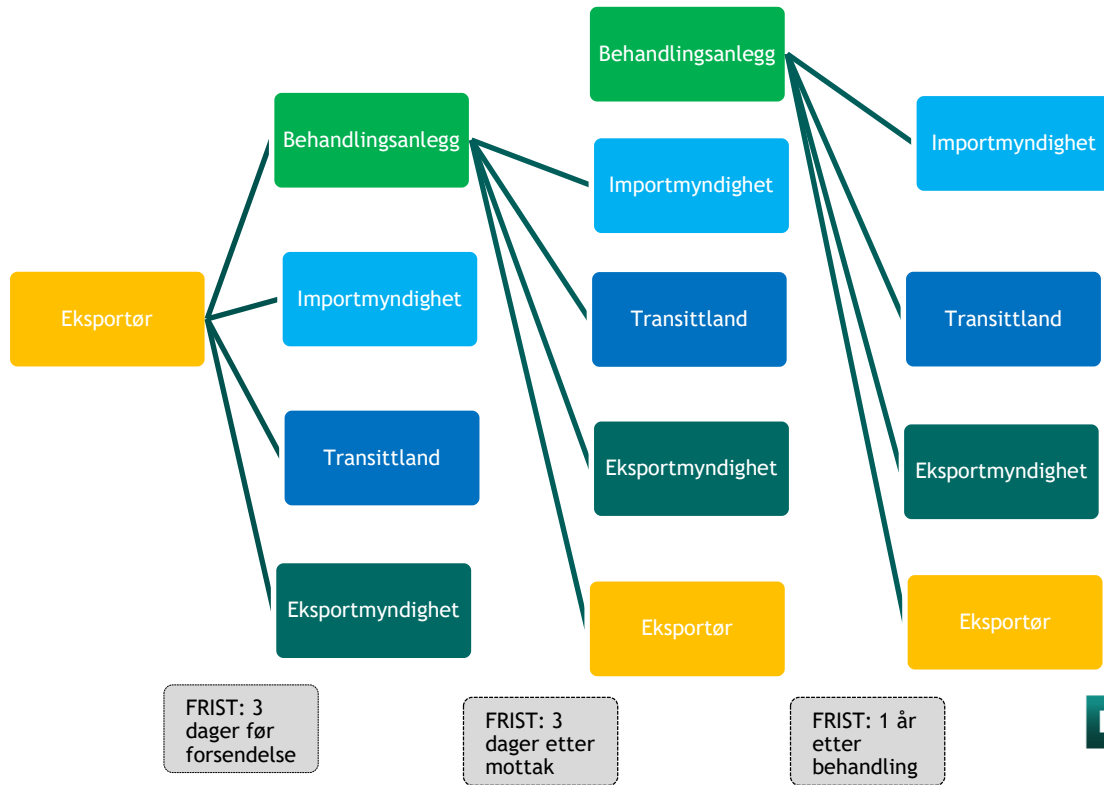 Eksportør
Behandlingsanlegg
Importmyndighet
Transittland
Eksportmyndighet
FRIST: 3
dager før
forsendelse
Importmyndighet
Transittland
Eksportmyndighet
Eksportør
FRIST: 3
dager etter
mottak
Behandlingsanlegg
Importmyndighet
Transittland
Eksportmyndighet
Eksportør
FRIST: 1 år
etter
behandling